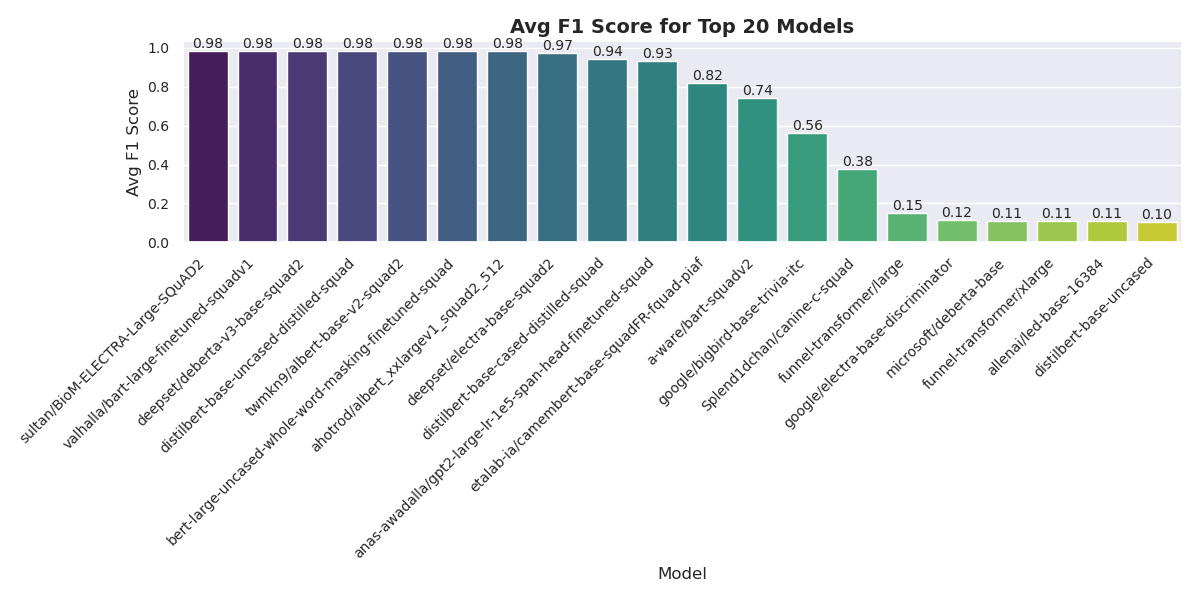 Avg F1 Score for Top 20 Models
Avg F1 Score
1.0
0.8
0.6
0.4
0.2
0.0
0.98 0.98 0.98 0.98 0.98 0.98 0.98 0.97 0.94 0.93 0.82 0.74 0.56 0.38 0.15 0.12 0.11 0.11 0.11 0.10
sultan/BioM-ELECTRA-Large-SQuAD2
valhalla/bart-large-finetuned-squadv1
deepset/deberta-v3-base-squad2
distilbert-base-uncased-distilled-squad
twmkn9/albert-base-v2-squad2
bert-large-uncased-whole-word-masking-finetuned-squad
ahotrod/albert_xxlargev1_squad2_512
deepset/electra-base-squad2
distilbert-base-cased-distilled-squad
anas-awadalla/gpt2-large-lr-1e5-span-head-finetuned-squad
etalab-ia/camembert-base-squadFR-fquad-piaf
a-ware/bart-squadv2
google/bigbird-base-trivia-itc
Splend1dchan/canine-c-squad
funnel-transformer/large
google/electra-base-discriminator
microsoft/deberta-base
funnel-transformer/xlarge
allenai/led-base-16384
distilbert-base-uncased
Model